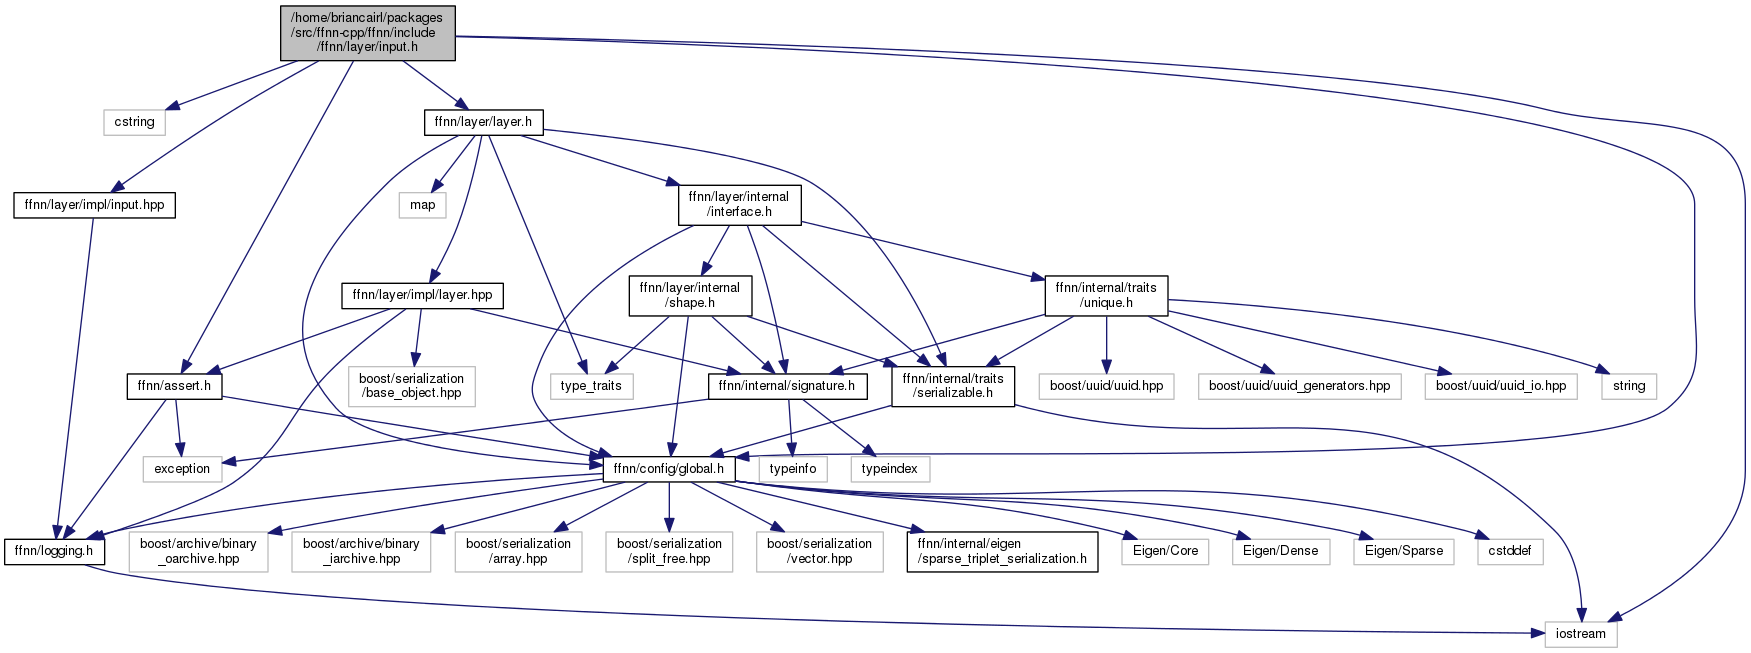 /home/briancairl/packages
/src/ffnn-cpp/ffnn/include
/ffnn/layer/input.h
cstring
ffnn/layer/layer.h
ffnn/layer/impl/input.hpp
map
ffnn/layer/internal
/interface.h
ffnn/layer/impl/layer.hpp
ffnn/layer/internal
/shape.h
ffnn/internal/traits
/unique.h
ffnn/assert.h
boost/serialization
/base_object.hpp
type_traits
ffnn/internal/signature.h
ffnn/internal/traits
/serializable.h
boost/uuid/uuid.hpp
boost/uuid/uuid_generators.hpp
boost/uuid/uuid_io.hpp
string
exception
ffnn/config/global.h
typeinfo
typeindex
ffnn/logging.h
boost/archive/binary
_oarchive.hpp
boost/archive/binary
_iarchive.hpp
boost/serialization
/array.hpp
boost/serialization
/split_free.hpp
boost/serialization
/vector.hpp
ffnn/internal/eigen
/sparse_triplet_serialization.h
Eigen/Core
Eigen/Dense
Eigen/Sparse
cstddef
iostream